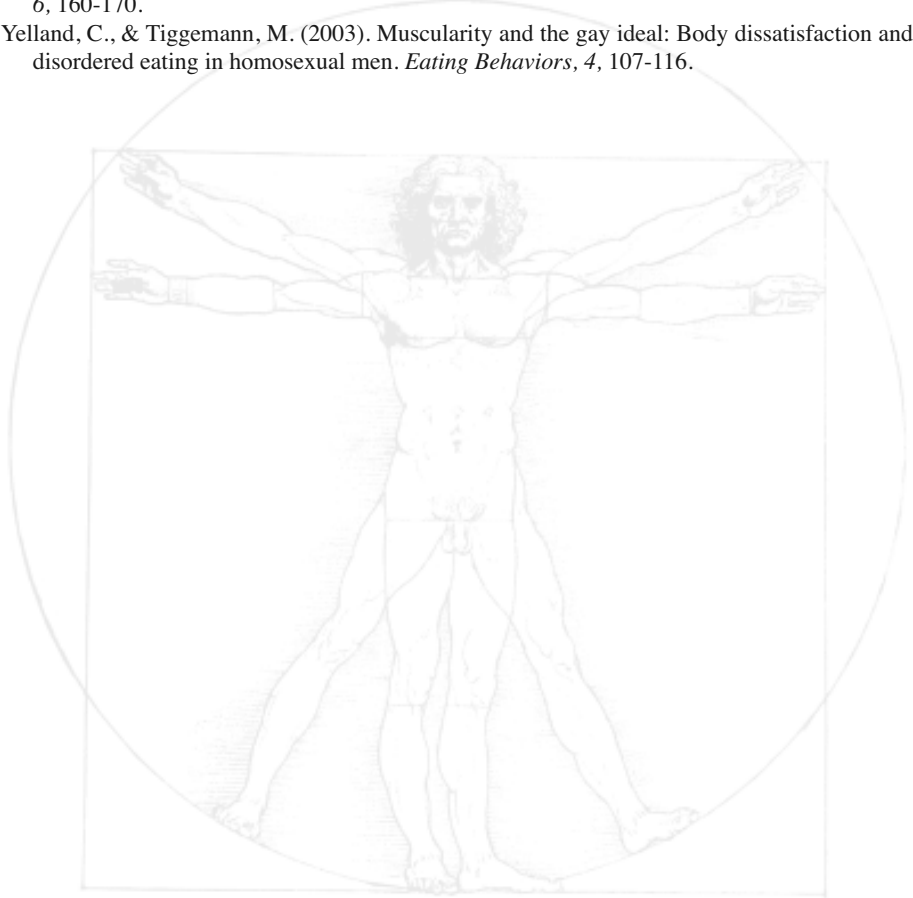 6, 160-170.
Yelland, C., & Tiggemann, M. (2003). Muscularity and the gay ideal: Body dissatisfaction and
disordered eating in homosexual men. Eating Behaviors, 4, 107-116.